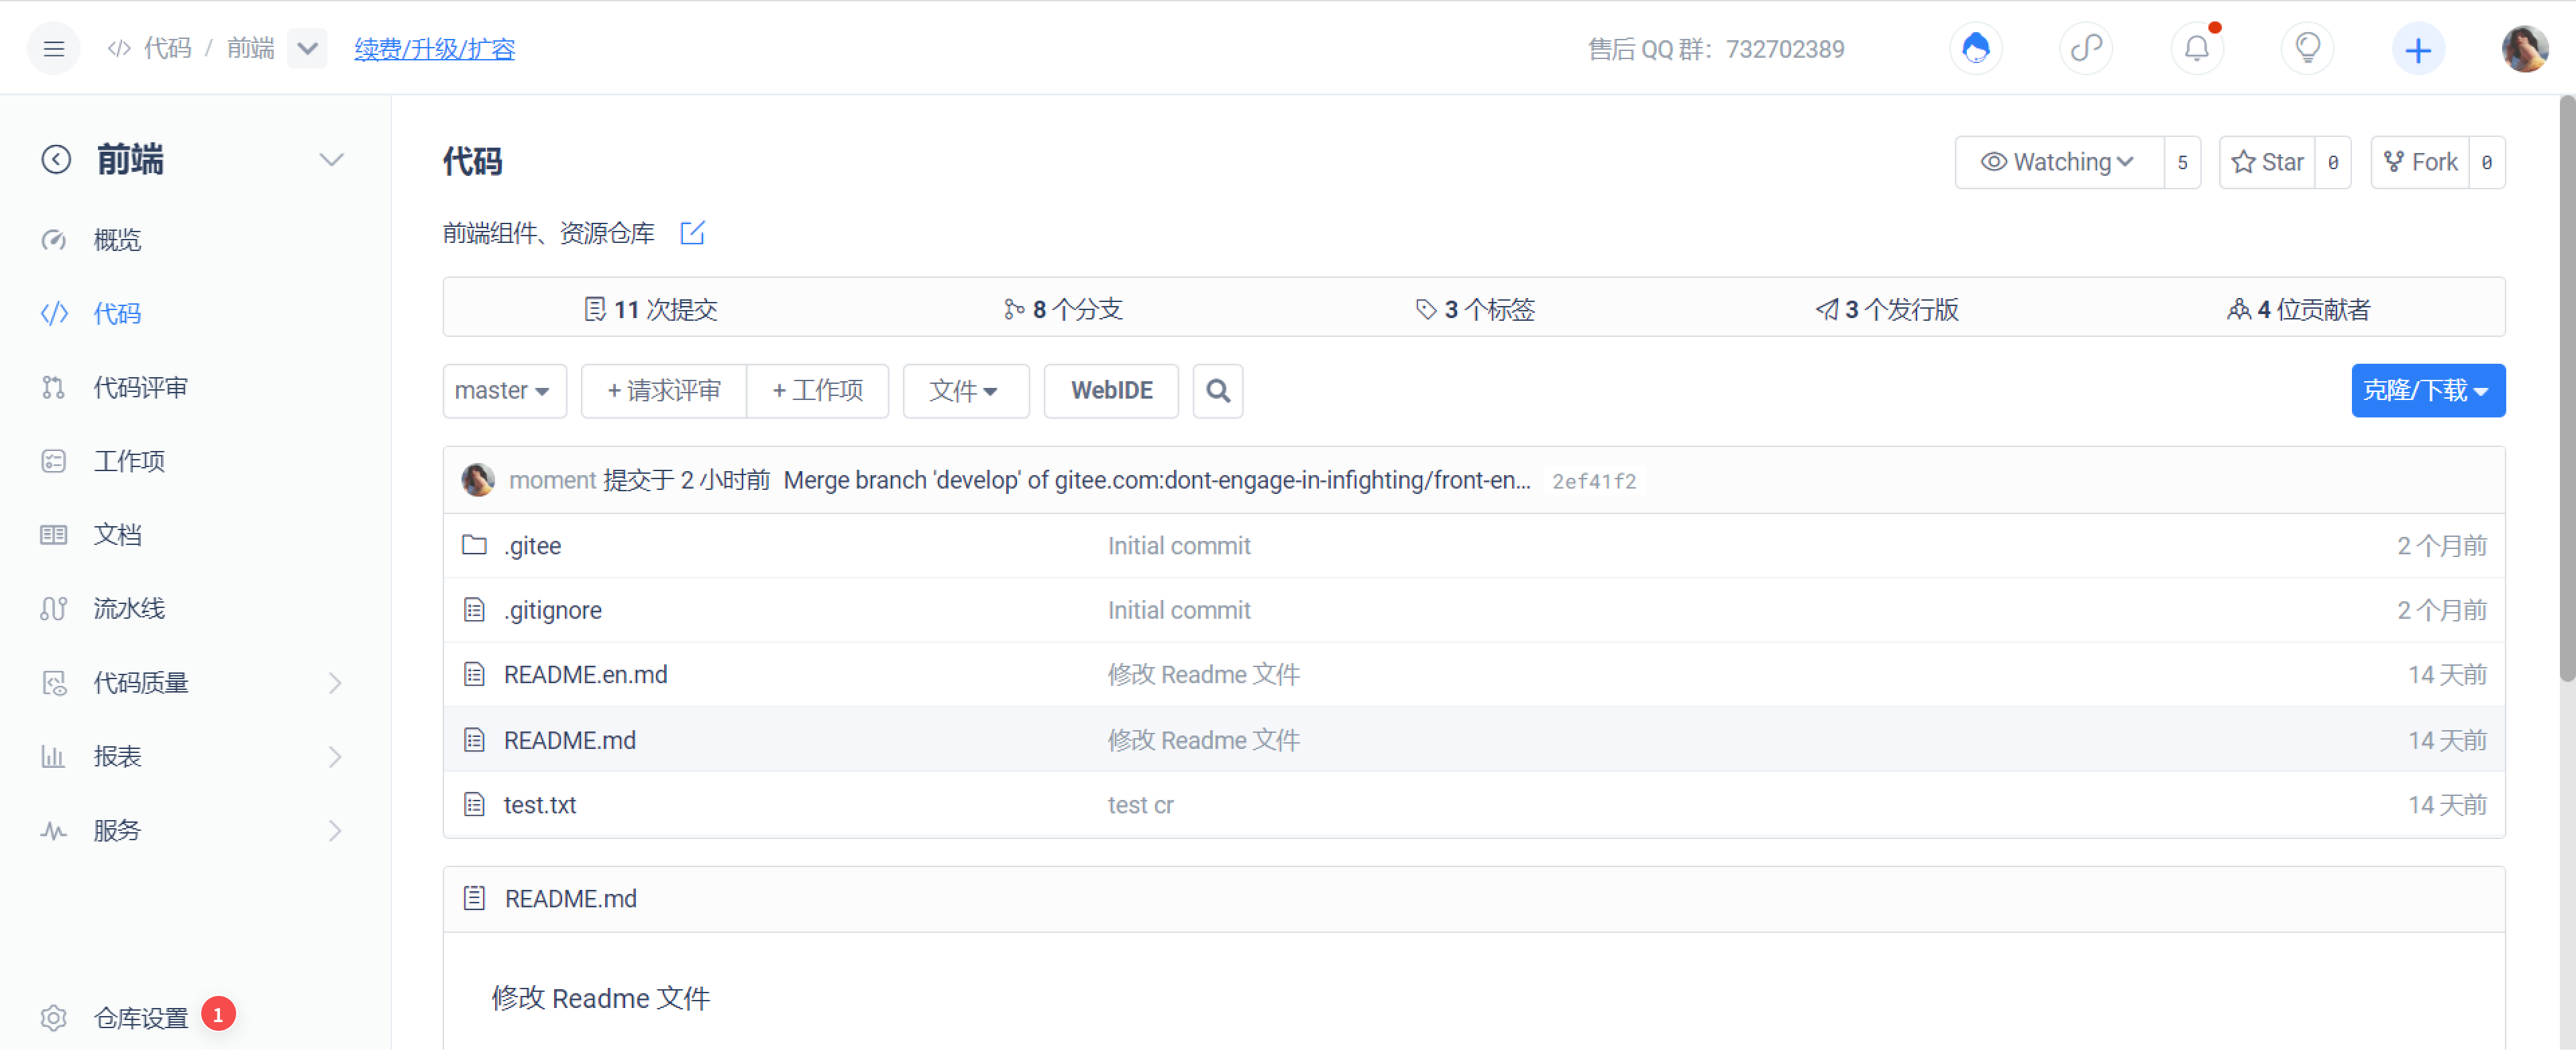 代码 / 前端 续费/升级/扩容 售后 QQ 群：732702389
前端
概览
代码
代码评审
工作项
文档
流水线
代码质量
报表
服务
仓库设置 1
代码 Watching 5 Star 0 Fork 0
前端组件、资源仓库
11 次提交 8 个分支 3 个标签 3 个发行版 4 位贡献者
master + 请求评审 + 工作项 文件 WebIDE 克隆/下载
moment 提交于 2 小时前 Merge branch 'develop' of gitee.com:dont-engage-in-infighting/front-en... 2ef41f2
.gitee Initial commit 2 个月前
.gitignore Initial commit 2 个月前
README.en.md 修改 Readme 文件 14 天前
README.md 修改 Readme 文件 14 天前
test.txt test cr 14 天前
README.md
修改 Readme 文件